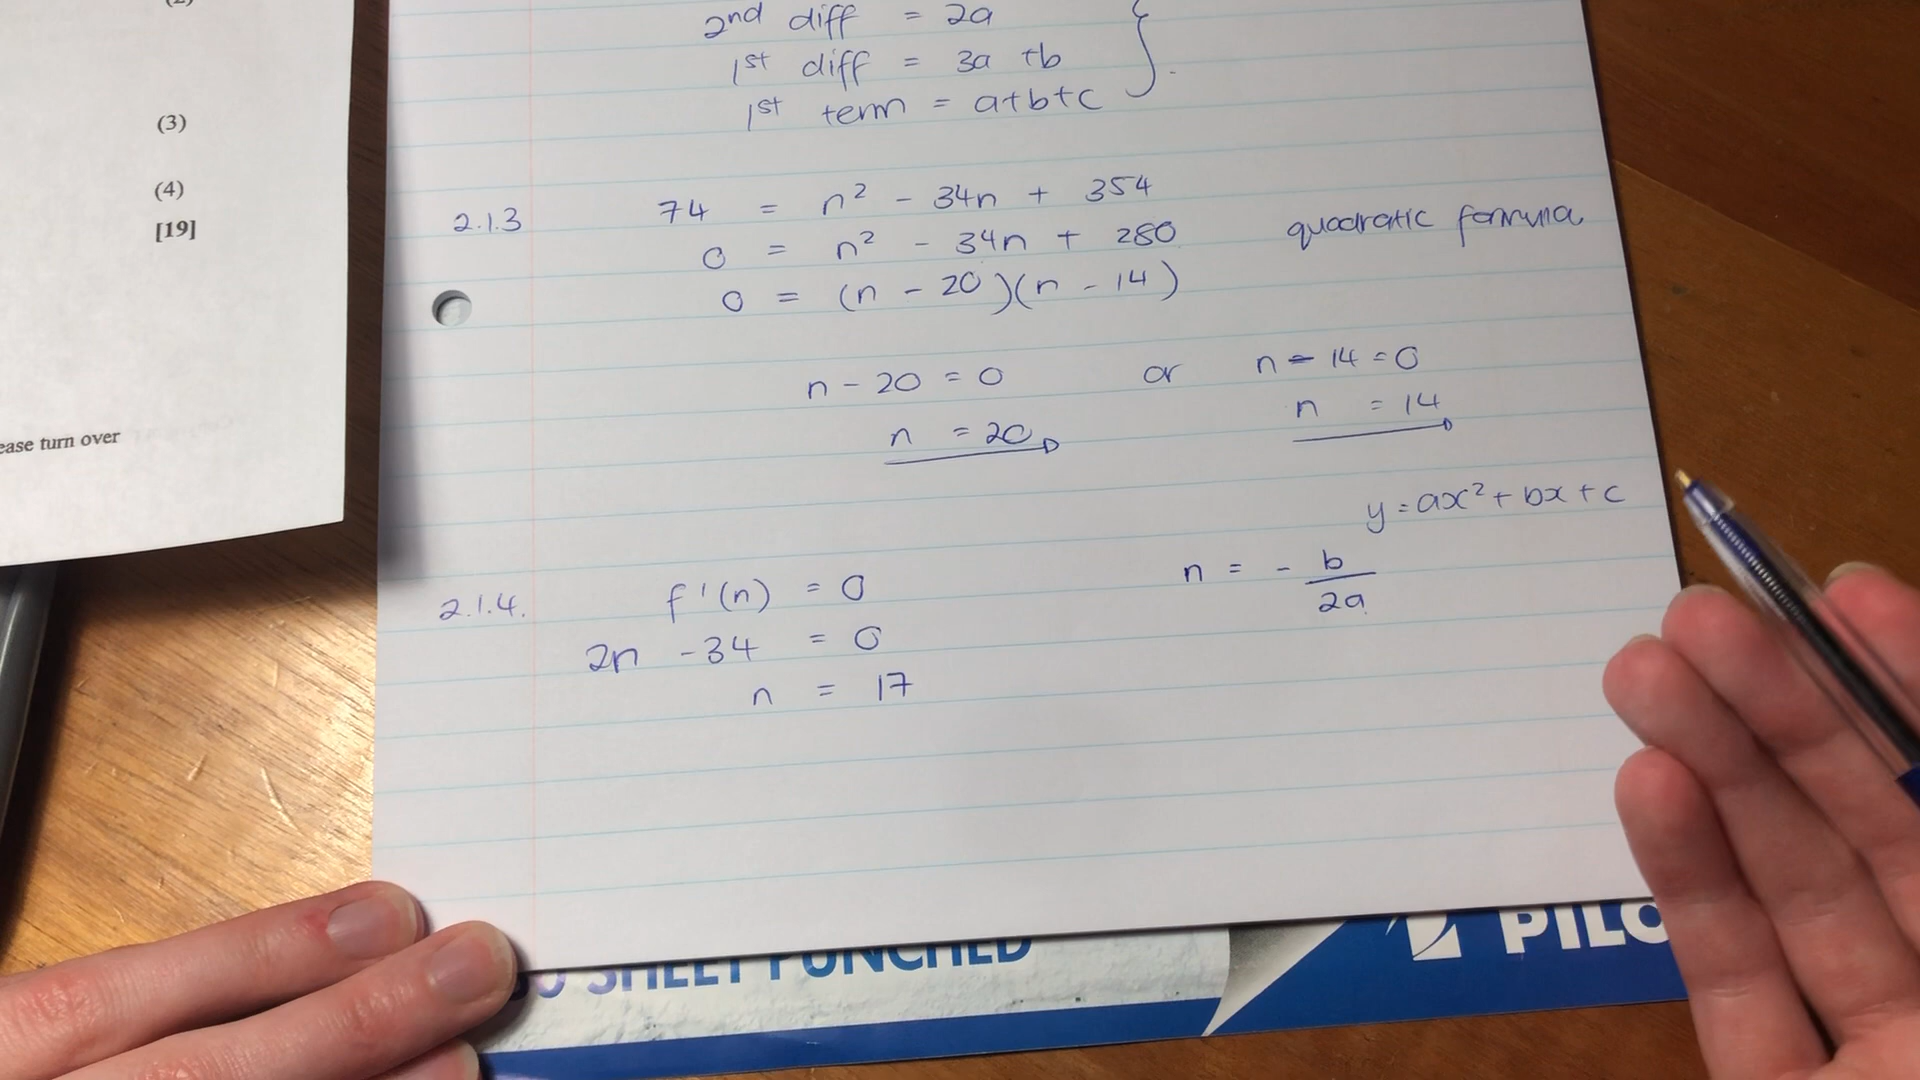 (3)
(4)
[19]
ease turn over
2nd diff = 2a
1st diff = 3a + b
1st term = a+b+c
2.1.3 74 = n² - 34n + 354
0 = n² - 34n + 280 quadratic formula
0 = (n - 20)(n - 14)
n - 20 = 0 or n - 14 = 0
n = 20 n = 14
y = ax² + bx + c
2.1.4. f'(n) = 0 n = - b/2a
2n - 34 = 0
n = 17
SHEET PUNCHED
PILO